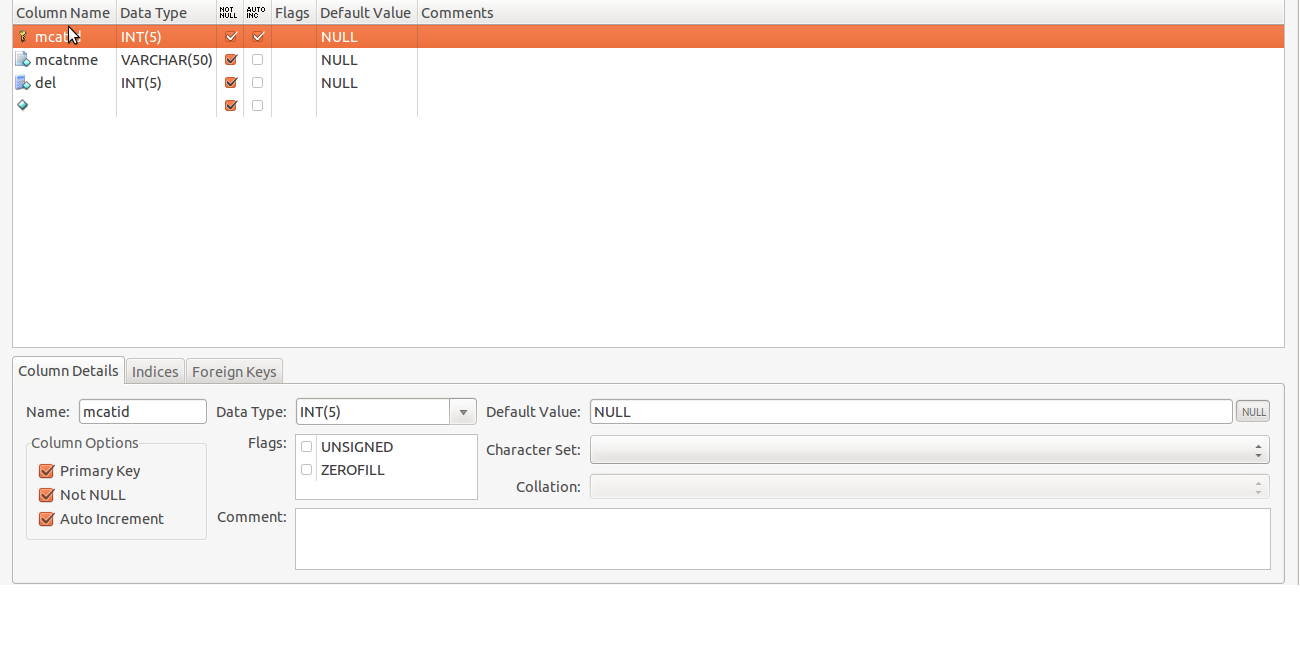 Column Name Data Type NOT NULL AUTO INC Flags Default Value Comments
INT(5) NULL
mcatnme VARCHAR(50) NULL
del INT(5) NULL
Column Details Indices Foreign Keys
Name: mcatid Data Type: INT(5) Default Value: NULL NULL
Column Options Flags: UNSIGNED Character Set:
Primary Key ZEROFILL
Not NULL Collation:
Auto Increment Comment: